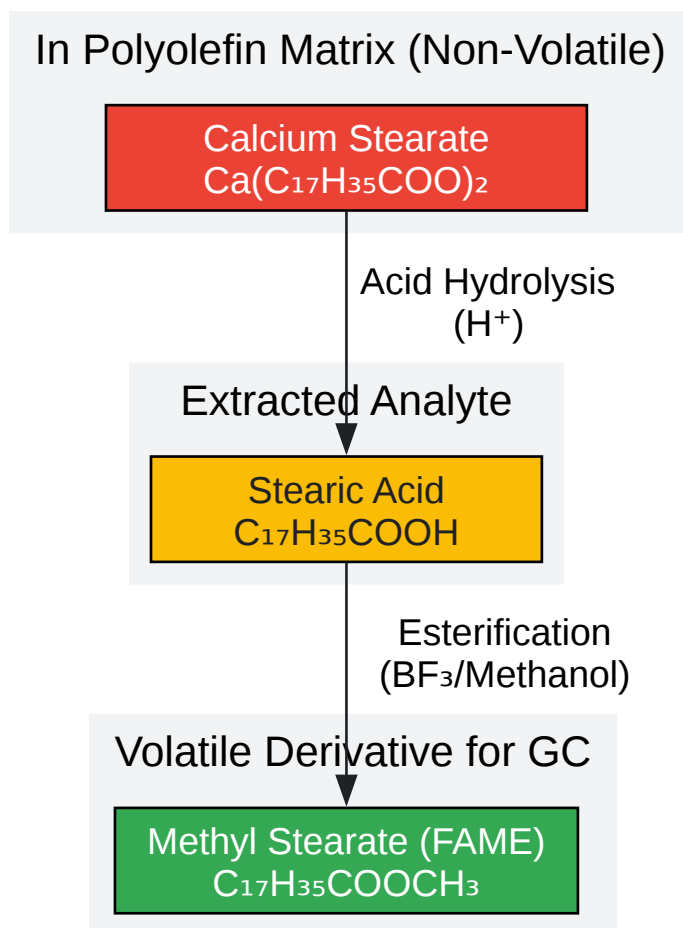 In Polyolefin Matrix (Non-Volatile)
Calcium Stearate
Ca(C₁₇H₃₅COO)₂
Acid Hydrolysis
(H⁺)
Extracted Analyte
Stearic Acid
C₁₇H₃₅COOH
Esterification
(BF₃/Methanol)
Volatile Derivative for GC
Methyl Stearate (FAME)
C₁₇H₃₅COOCH₃